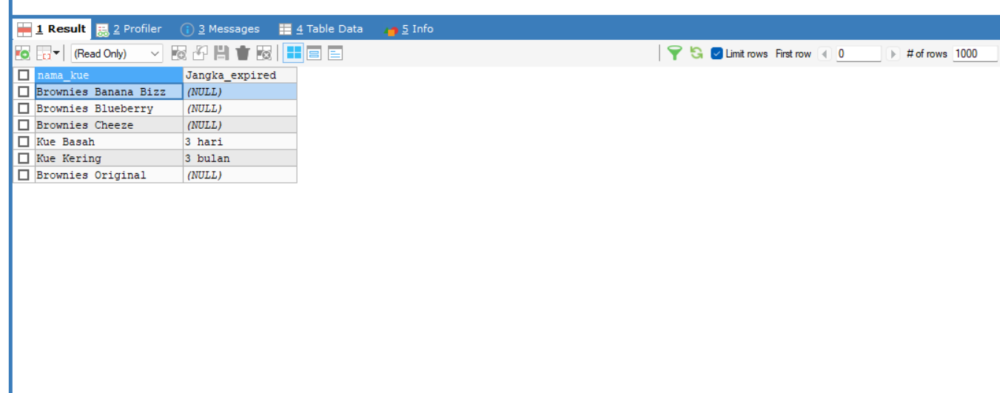 1 Result 2 Profiler 3 Messages 4 Table Data 5 Info
(Read Only) Limit rows First row 0 # of rows 1000
nama_kue Jangka_expired
Brownies Banana Bizz (NULL)
Brownies Blueberry (NULL)
Brownies Cheeze (NULL)
Kue Basah 3 hari
Kue Kering 3 bulan
Brownies Original (NULL)